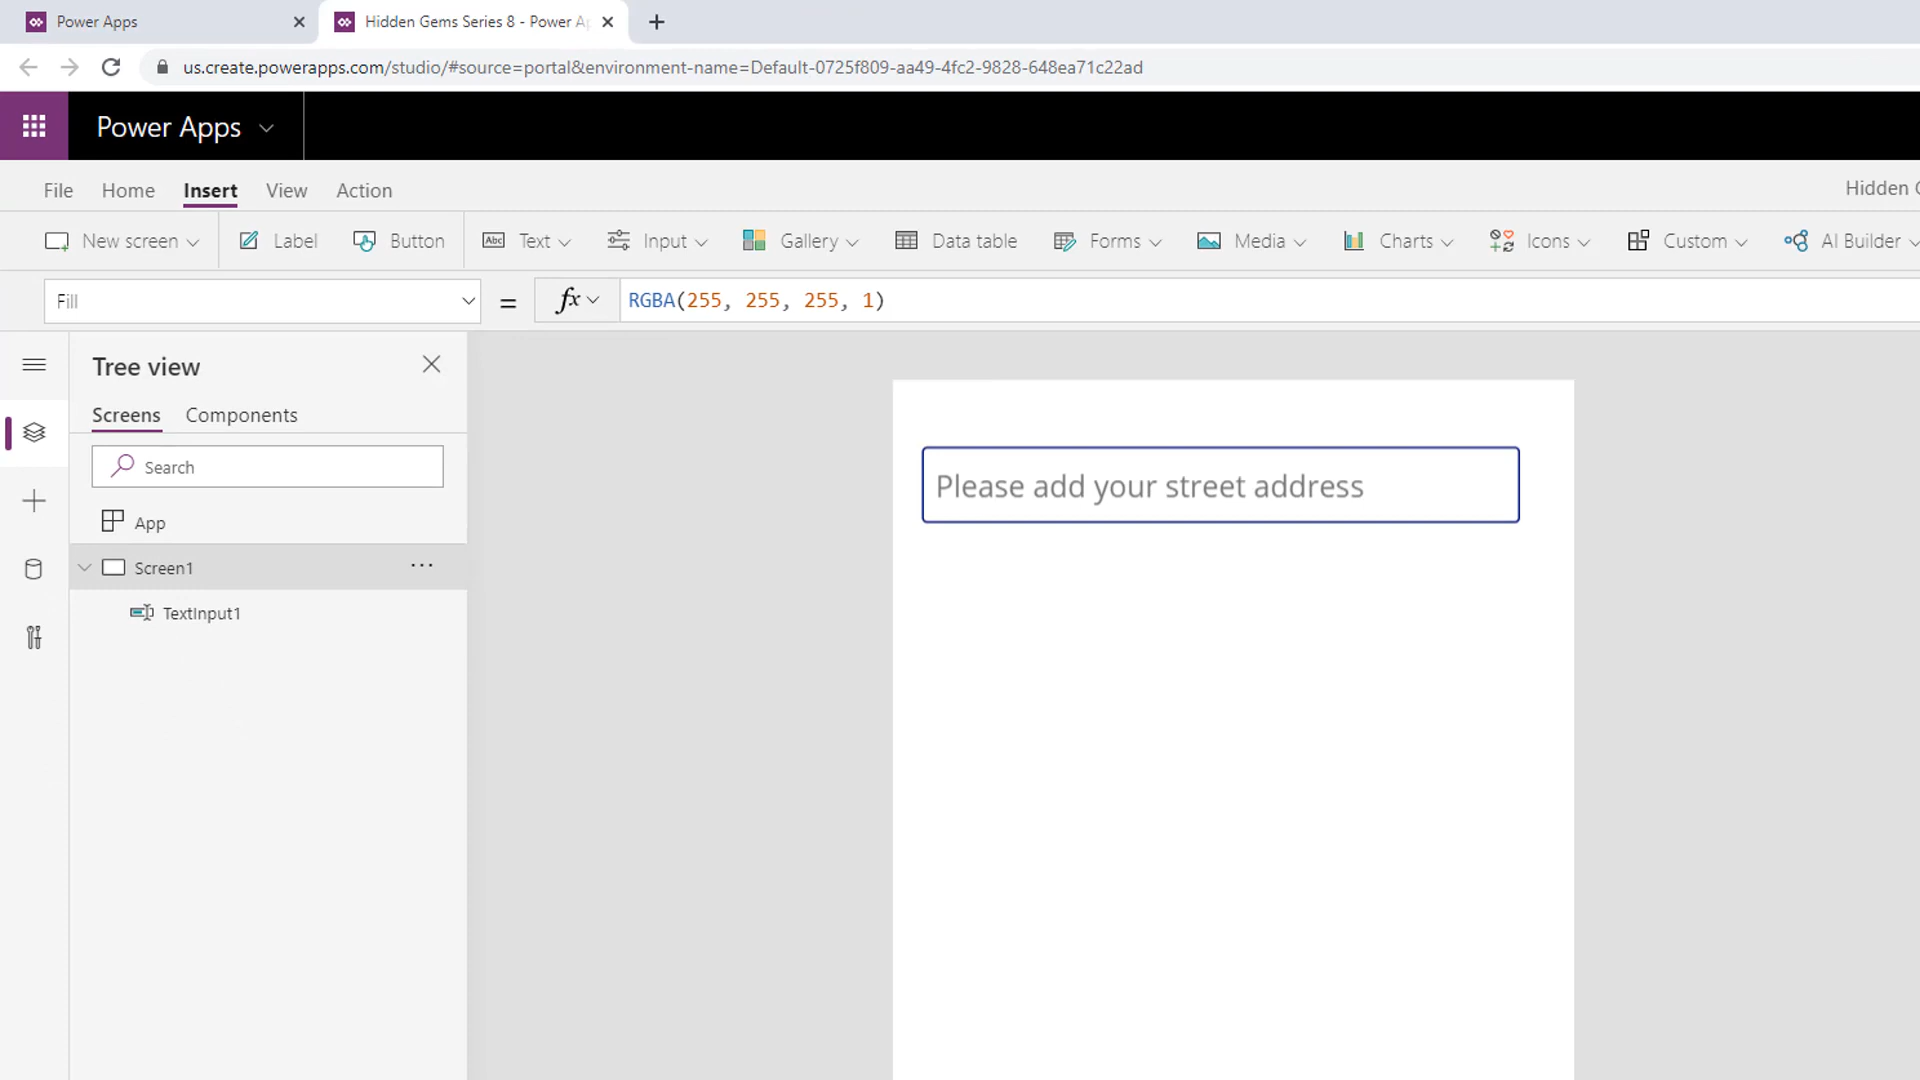 Power Apps
Hidden Gems Series 8 - Power Ap
us.create.powerapps.com/studio/#source=portal&environment-name=Default-0725f809-aa49-4fc2-9828-648ea71c22ad
Power Apps
File Home Insert View Action
Hidden
New screen Label Button Abc Text Input Gallery Data table Forms Media Charts Icons Custom AI Builder
Fill = fx RGBA(255, 255, 255, 1)
Tree view
Screens Components
Search
App
Screen1 ...
TextInput1
Please add your street address